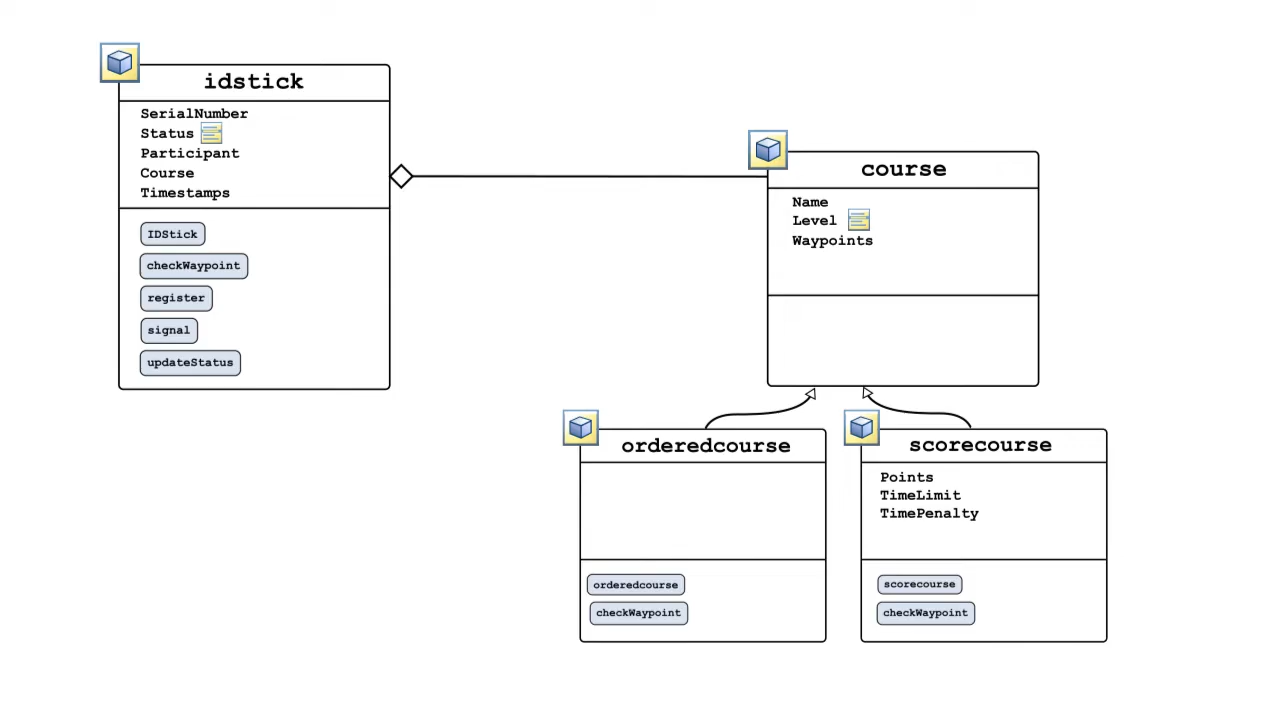 idstick
SerialNumber
Status
Participant
Course
Timestamps
IDStick
checkWaypoint
register
signal
updateStatus
course
Name
Level
Waypoints
orderedcourse
orderedcourse
checkWaypoint
scorecourse
Points
TimeLimit
TimePenalty
scorecourse
checkWaypoint